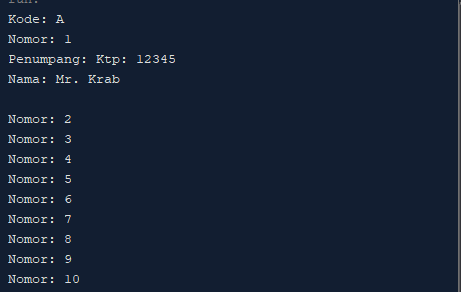 run:
Kode: A
Nomor: 1
Penumpang: Ktp: 12345
Nama: Mr. Krab
Nomor: 2
Nomor: 3
Nomor: 4
Nomor: 5
Nomor: 6
Nomor: 7
Nomor: 8
Nomor: 9
Nomor: 10